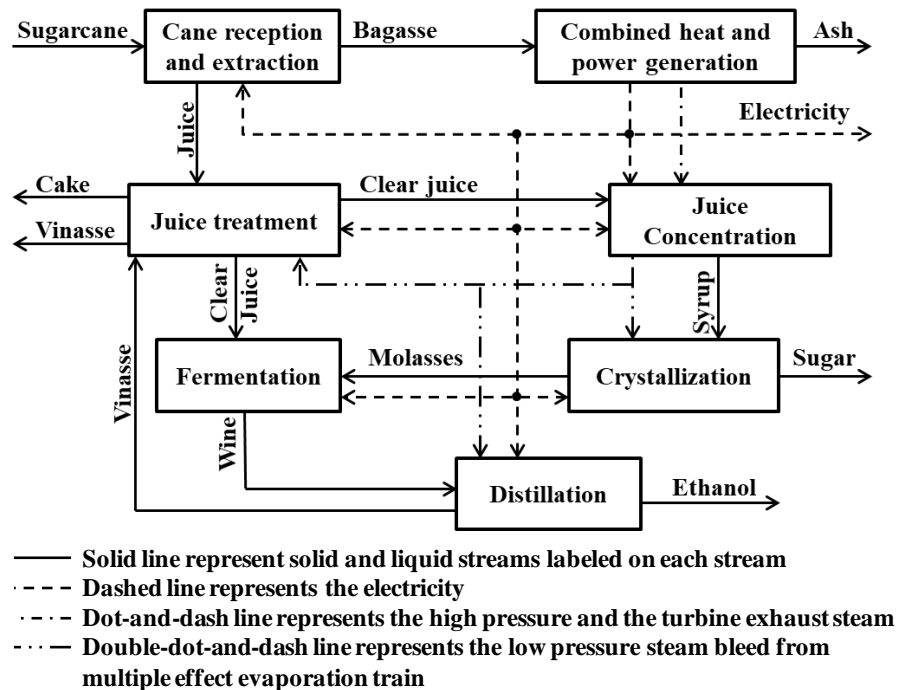 Sugarcane
Cane reception
and extraction
Bagasse
Combined heat and
power generation
Ash
Electricity
Juice
Cake
Vinasse
Juice treatment
Clear juice
Juice
Concentration
Clear
Juice
Syrup
Vinasse
Fermentation
Molasses
Crystallization
Sugar
Wine
Distillation
Ethanol
Solid line represent solid and liquid streams labeled on each stream
Dashed line represents the electricity
Dot-and-dash line represents the high pressure and the turbine exhaust steam
Double-dot-and-dash line represents the low pressure steam bleed from
multiple effect evaporation train